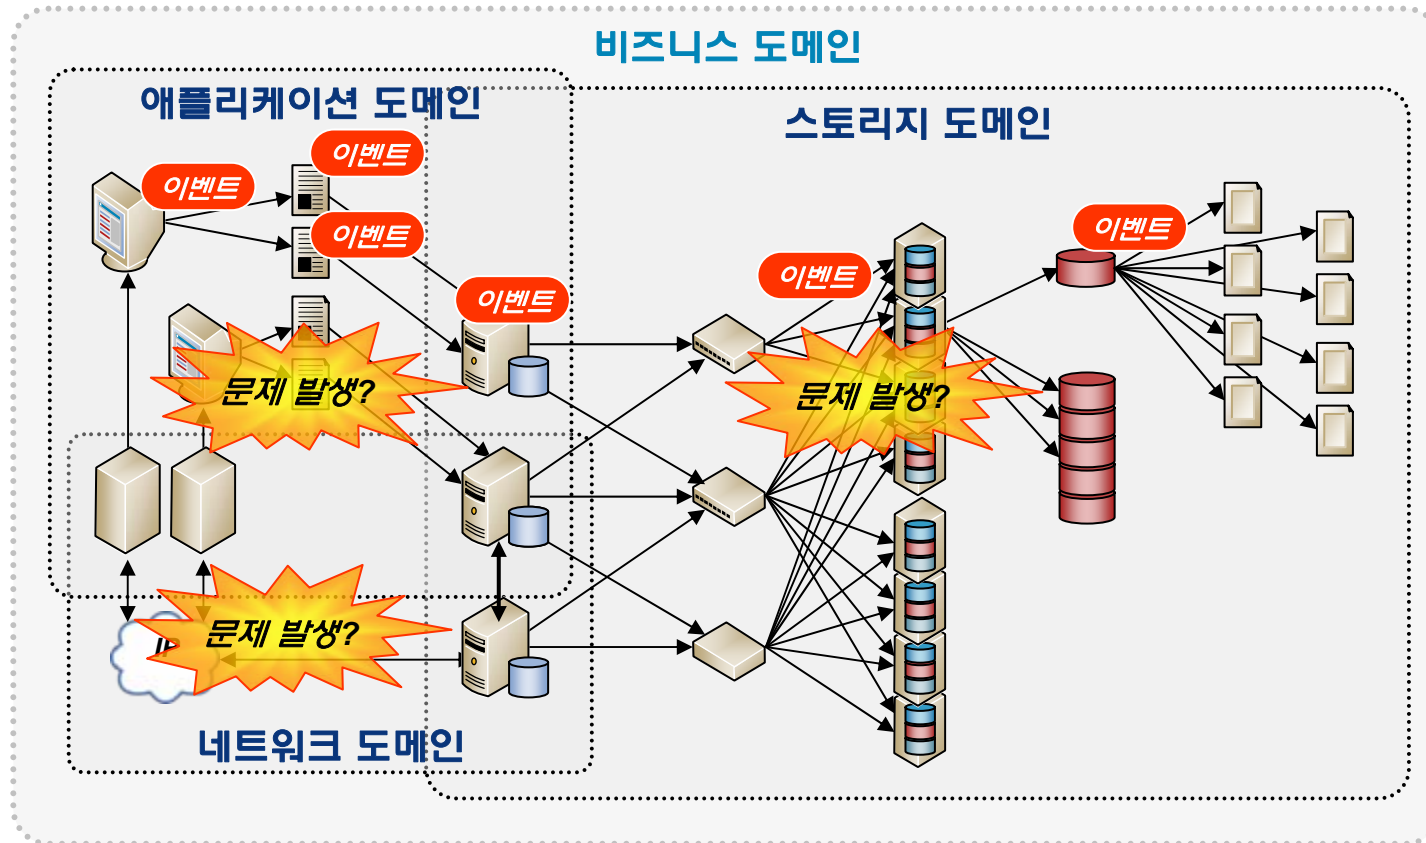 비즈니스 도메인
애플리케이션 도메인
스토리지 도메인
이벤트
이벤트
이벤트
이벤트
이벤트
이벤트
문제 발생?
문제 발생?
문제 발생?
네트워크 도메인